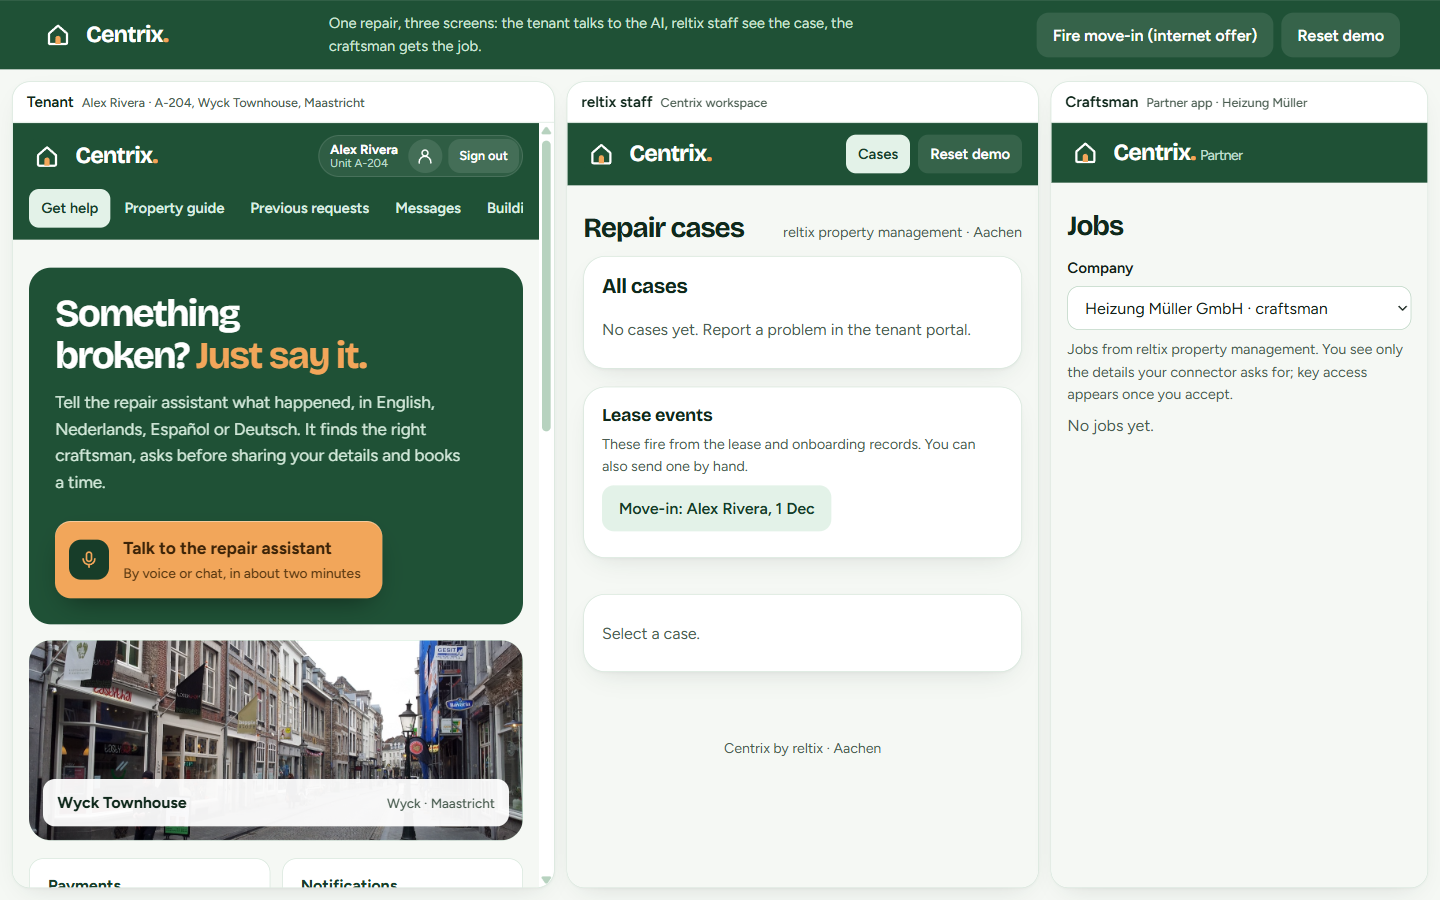 Centrix.
One repair, three screens: the tenant talks to the AI, reltix staff see the case, the
craftsman gets the job.
Fire move-in (internet offer)
Reset demo
Tenant Alex Rivera · A-204, Wyck Townhouse, Maastricht
Centrix.
Alex Rivera
Unit A-204
Sign out
Get help
Property guide
Previous requests
Messages
Buildi
Something
broken? Just say it.
Tell the repair assistant what happened, in English,
Nederlands, Español or Deutsch. It finds the right
craftsman, asks before sharing your details and books
a time.
Talk to the repair assistant
By voice or chat, in about two minutes
GESIT
Bavaria
Wyck Townhouse
Wyck · Maastricht
Payments
Notifications
reltix staff Centrix workspace
Centrix.
Cases
Reset demo
Repair cases
reltix property management · Aachen
All cases
No cases yet. Report a problem in the tenant portal.
Lease events
These fire from the lease and onboarding records. You can
also send one by hand.
Move-in: Alex Rivera, 1 Dec
Select a case.
Centrix by reltix · Aachen
Craftsman Partner app · Heizung Müller
Centrix. Partner
Jobs
Company
Heizung Müller GmbH · craftsman
Jobs from reltix property management. You see only
the details your connector asks for; key access
appears once you accept.
No jobs yet.